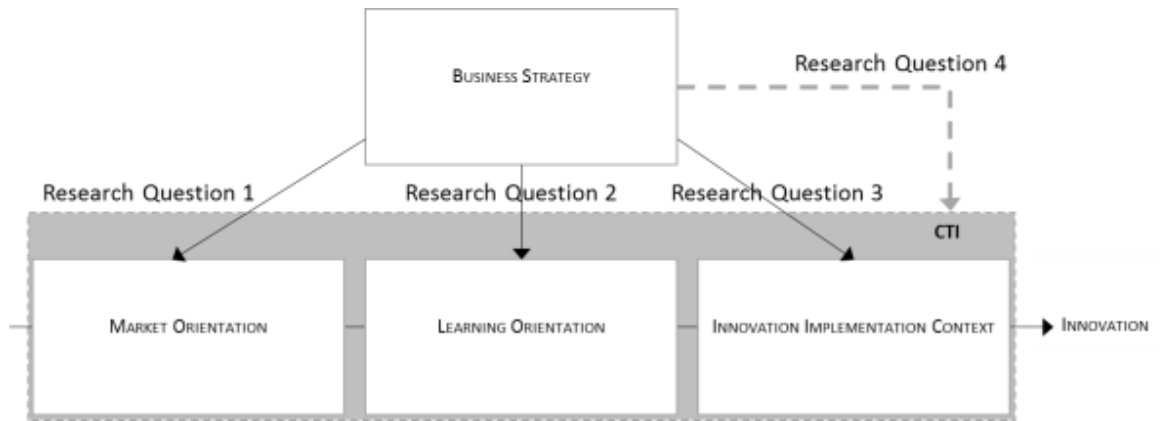 BUSINESS STRATEGY
Research Question 4
Research Question 1
Research Question 2
Research Question 3
CTI
MARKET ORIENTATION
LEARNING ORIENTATION
INNOVATION IMPLEMENTATION CONTEXT
INNOVATION